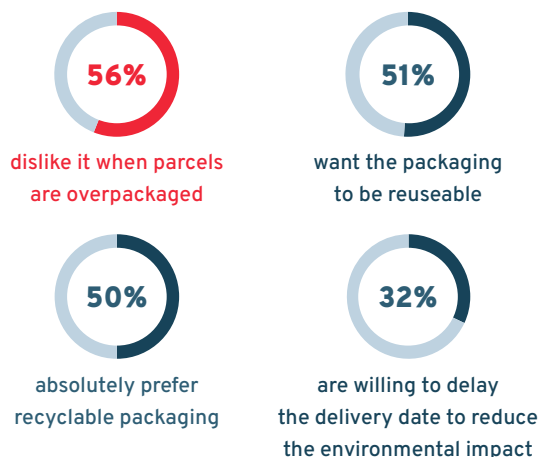 56%
dislike it when parcels
are overpackaged
51%
want the packaging
to be reuseable
50%
absolutely prefer
recyclable packaging
32%
are willing to delay
the delivery date to reduce
the environmental impact